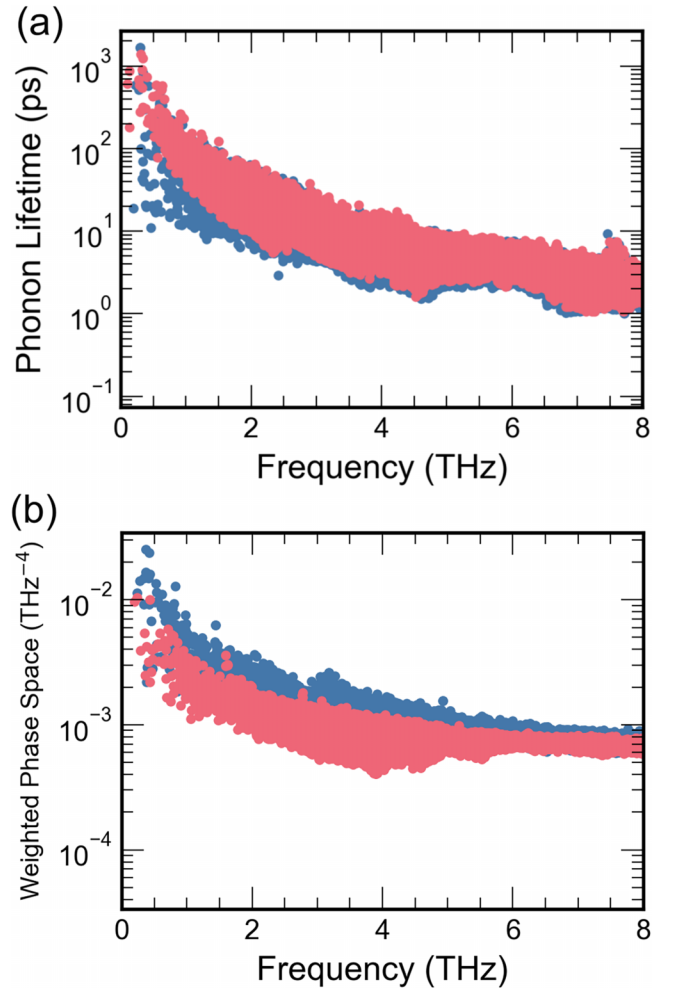 (a)
Phonon Lifetime (ps)
10³
10²
10¹
10⁰
10⁻¹
0 2 4 6 8
Frequency (THz)
(b)
Weighted Phase Space (THz⁻⁴)
10⁻²
10⁻³
10⁻⁴
0 2 4 6 8
Frequency (THz)